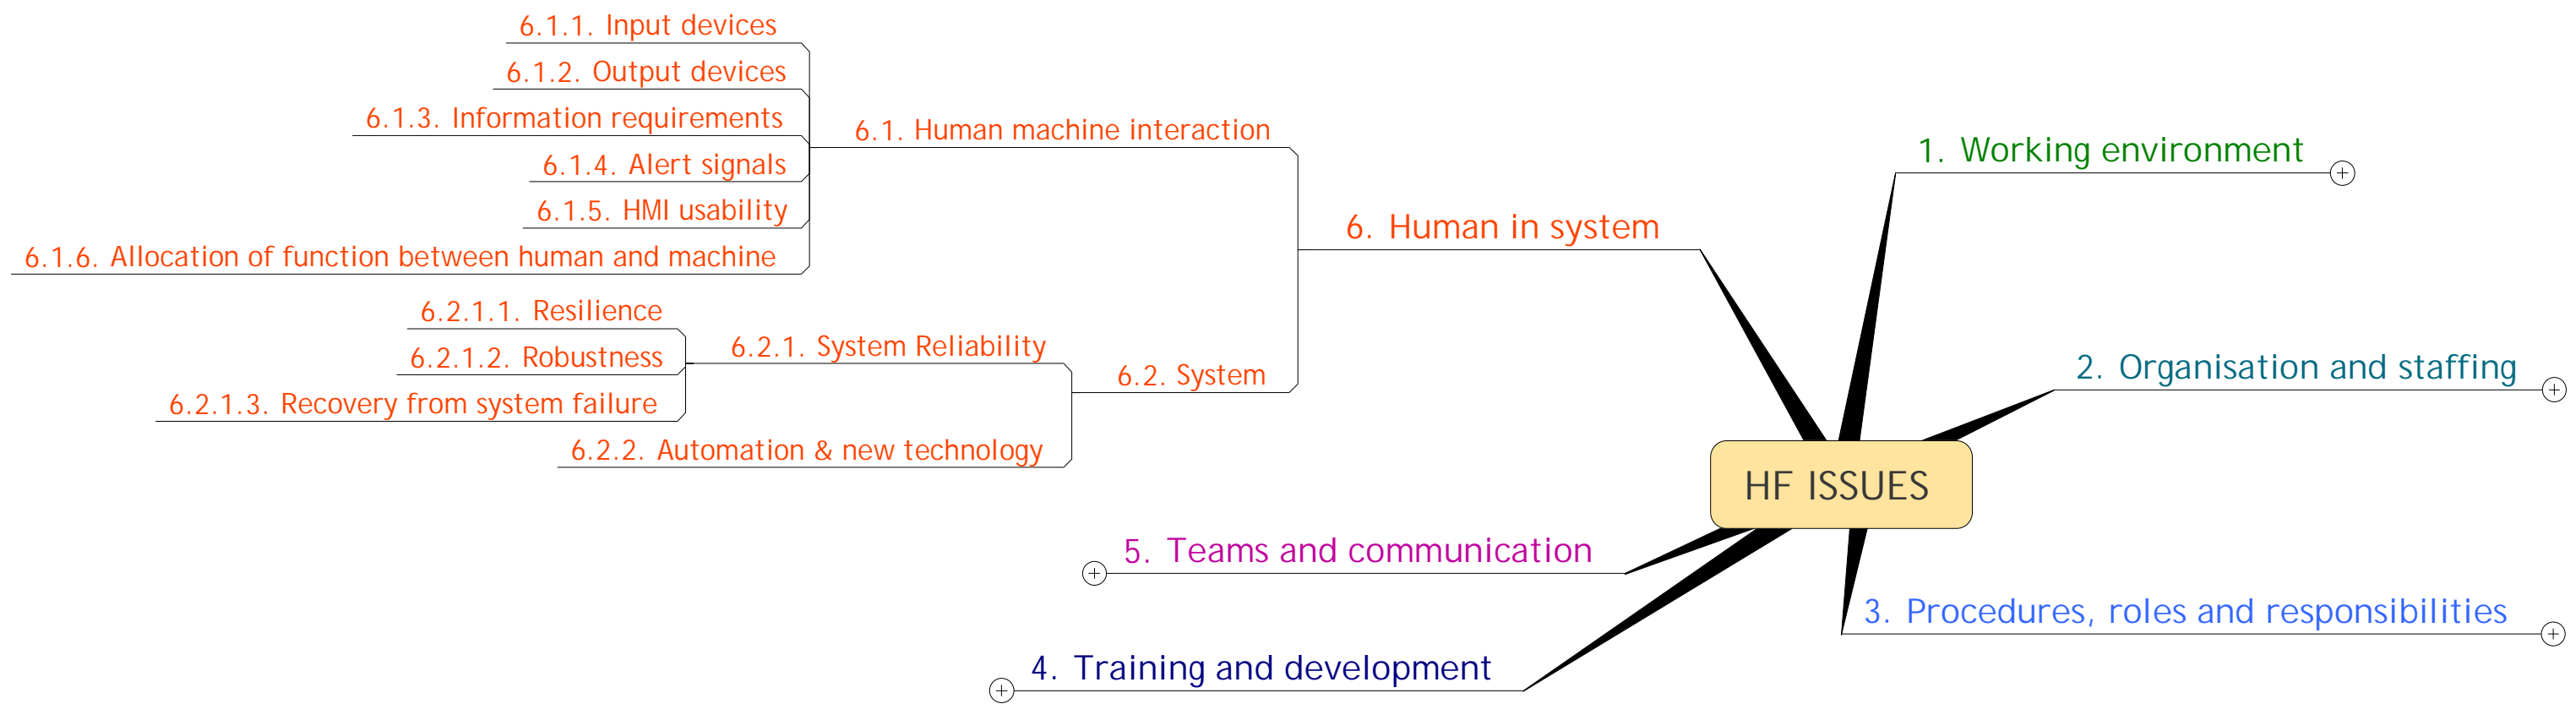 HF ISSUES
1. Working environment
2. Organisation and staffing
3. Procedures, roles and responsibilities
4. Training and development
5. Teams and communication
6. Human in system
6.1. Human machine interaction
6.1.1. Input devices
6.1.2. Output devices
6.1.3. Information requirements
6.1.4. Alert signals
6.1.5. HMI usability
6.1.6. Allocation of function between human and machine
6.2. System
6.2.1. System Reliability
6.2.1.1. Resilience
6.2.1.2. Robustness
6.2.1.3. Recovery from system failure
6.2.2. Automation & new technology